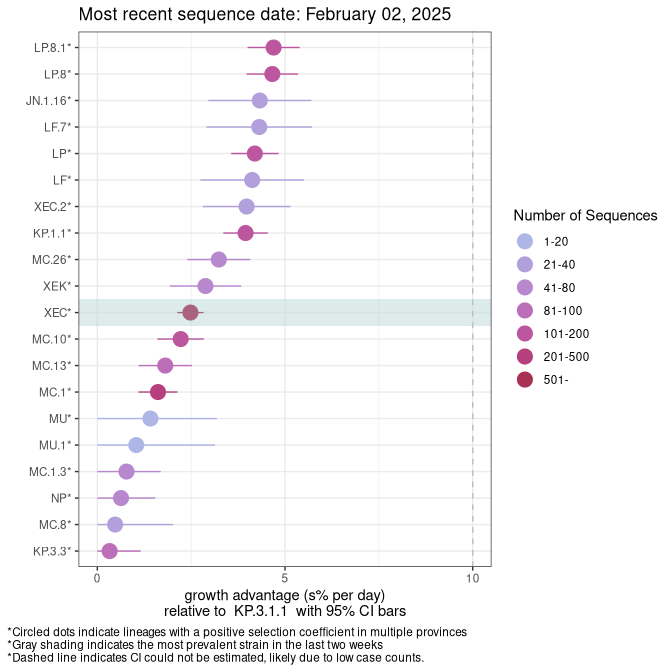 Most recent sequence date: February 02, 2025
LP.8.1*
LP.8*
JN.1.16*
LF.7*
LP*
LF*
XEC.2*
KP.1.1*
MC.26*
XEK*
XEC*
MC.10*
MC.13*
MC.1*
MU*
MU.1*
MC.1.3*
NP*
MC.8*
KP.3.3*
0 5 10
growth advantage (s% per day)
relative to KP.3.1.1 with 95% CI bars
Number of Sequences
1-20
21-40
41-80
81-100
101-200
201-500
501-
*Circled dots indicate lineages with a positive selection coefficient in multiple provinces
*Gray shading indicates the most prevalent strain in the last two weeks
*Dashed line indicates CI could not be estimated, likely due to low case counts.